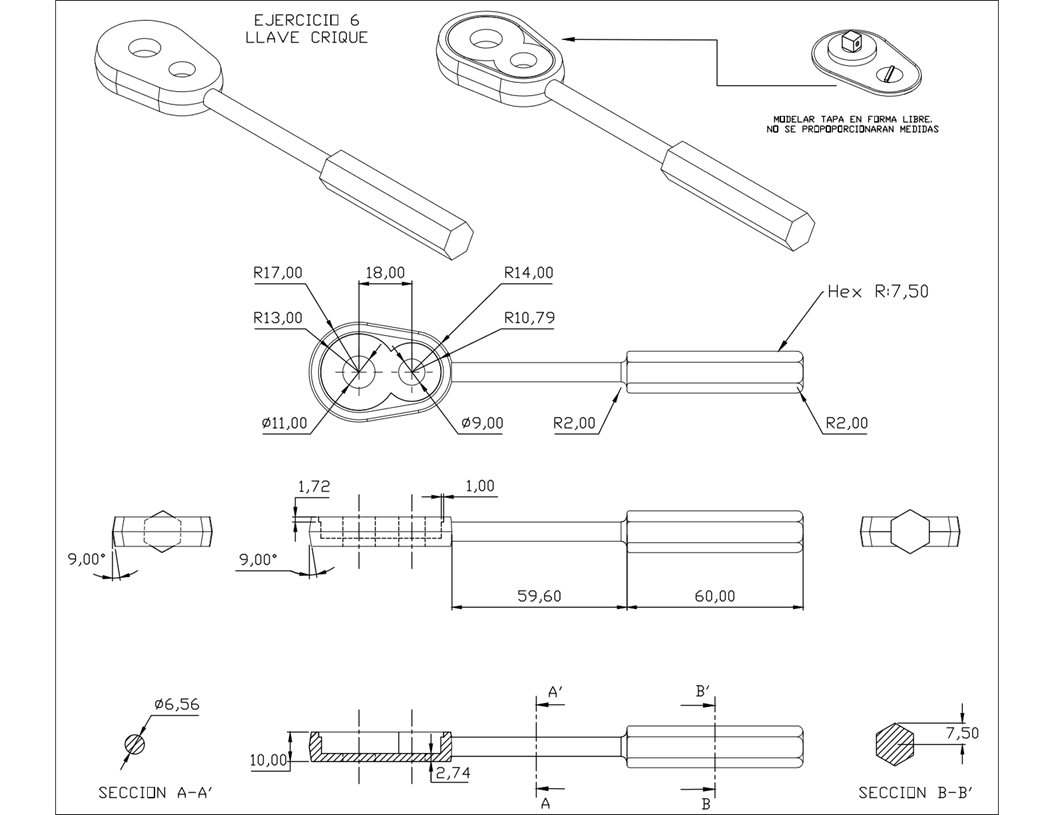 EJERCICIO 6
LLAVE CRIQUE
MODELAR TAPA EN FORMA LIBRE.
NO SE PROPOPORCIONARAN MEDIDAS
R17,00
18,00
R14,00
Hex R:7,50
R13,00
R10,79
Ø11,00
Ø9,00
R2,00
R2,00
1,72
1,00
9,00°
9,00°
59,60
60,00
A'
B'
Ø6,56
7,50
10,00
2,74
SECCION A-A'
A
B
SECCION B-B'